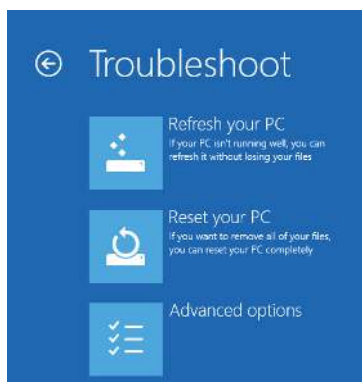 Troubleshoot
Refresh your PC
If your PC isn't running well, you can
refresh it without losing your files
Reset your PC
If you want to remove all of your files,
you can reset your PC completely
Advanced options